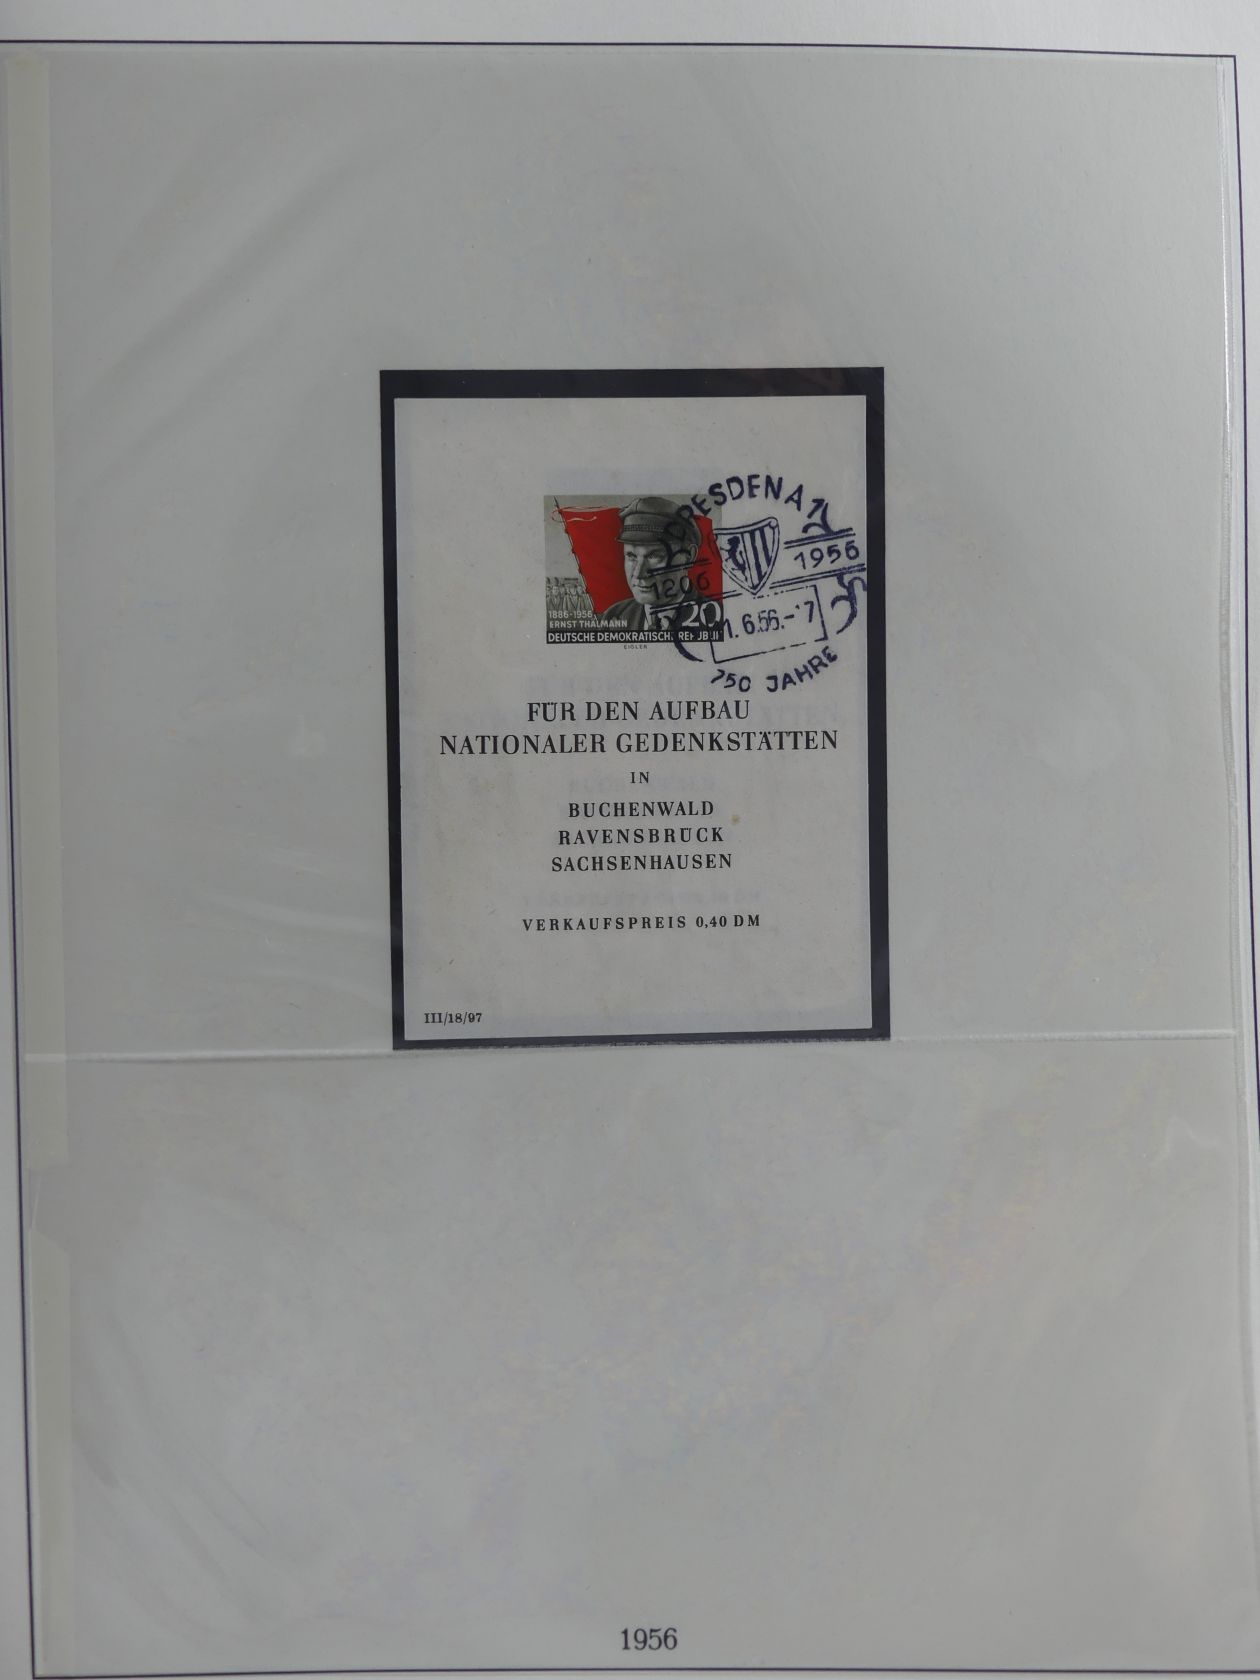 DRESDEN A 1
1206
1956
1.6.56.-7
750 JAHRE
1886-1956
ERNST THÄLMANN
20
DEUTSCHE DEMOKRATISCHE REPUBLIK
EIGLER
FÜR DEN AUFBAU
NATIONALER GEDENKSTÄTTEN
IN
BUCHENWALD
RAVENSBRÜCK
SACHSENHAUSEN
VERKAUFSPREIS 0,40 DM
III/18/97
1956